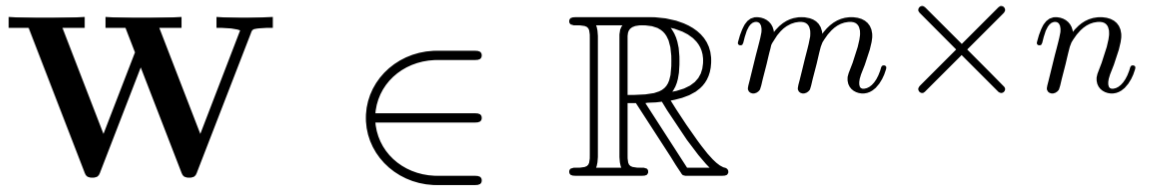 𝐖 ∈ ℝ^{m×n}